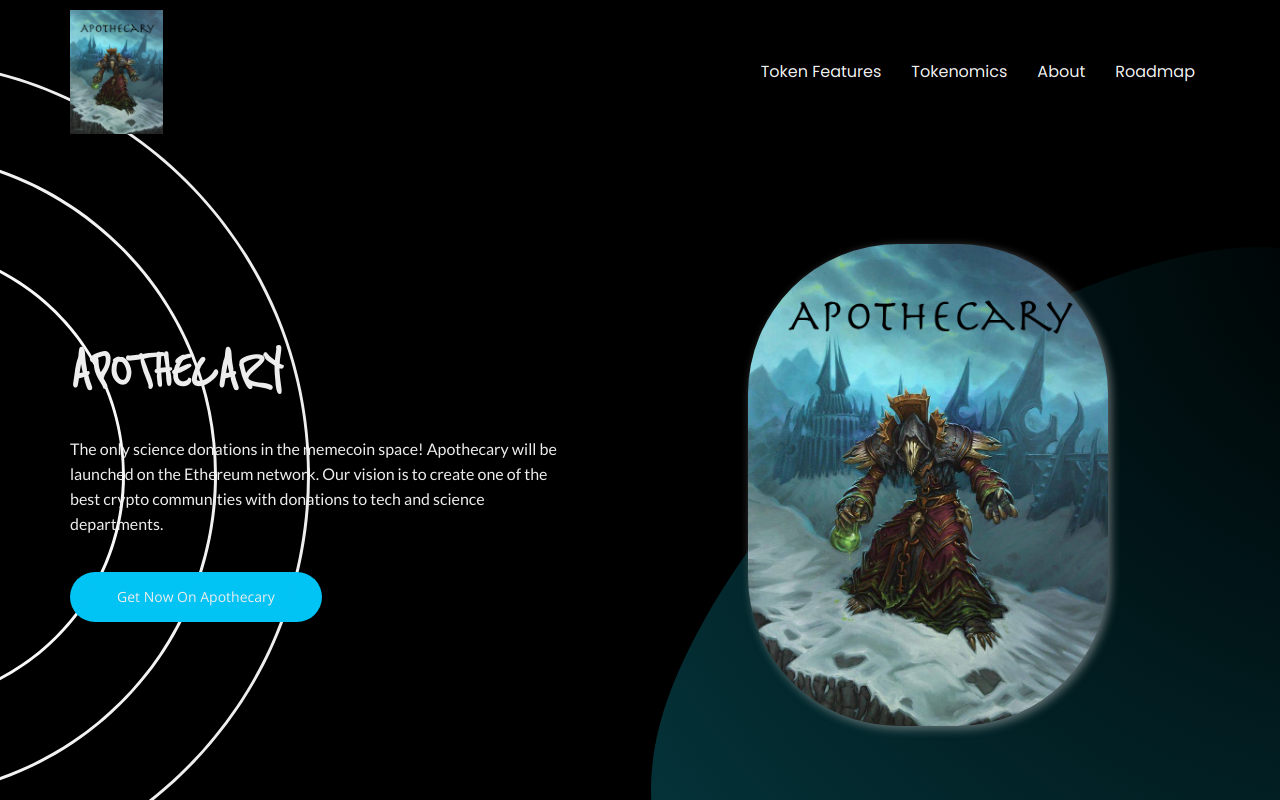 APOTHECARY
Token Features
Tokenomics
About
Roadmap
APOTHECARY
The only science donations in the memecoin space! Apothecary will be
launched on the Ethereum network. Our vision is to create one of the
best crypto communities with donations to tech and science
departments.
Get Now On Apothecary
APOTHECARY